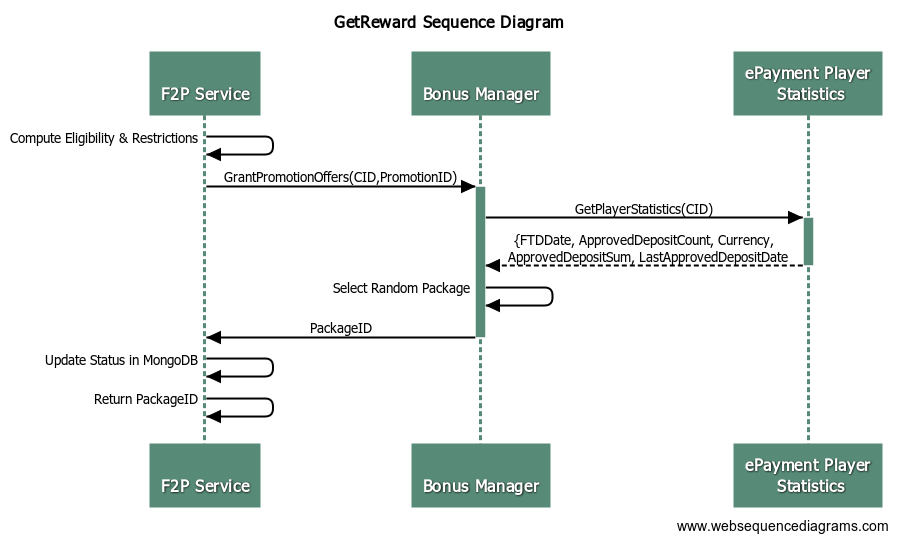 GetReward Sequence Diagram
F2P Service
Bonus Manager
ePayment Player
Statistics
Compute Eligibility & Restrictions
GrantPromotionOffers(CID,PromotionID)
GetPlayerStatistics(CID)
{FTDDate, ApprovedDepositCount, Currency,
ApprovedDepositSum, LastApprovedDepositDate
Select Random Package
PackageID
Update Status in MongoDB
Return PackageID
F2P Service
Bonus Manager
ePayment Player
Statistics
www.websequencediagrams.com